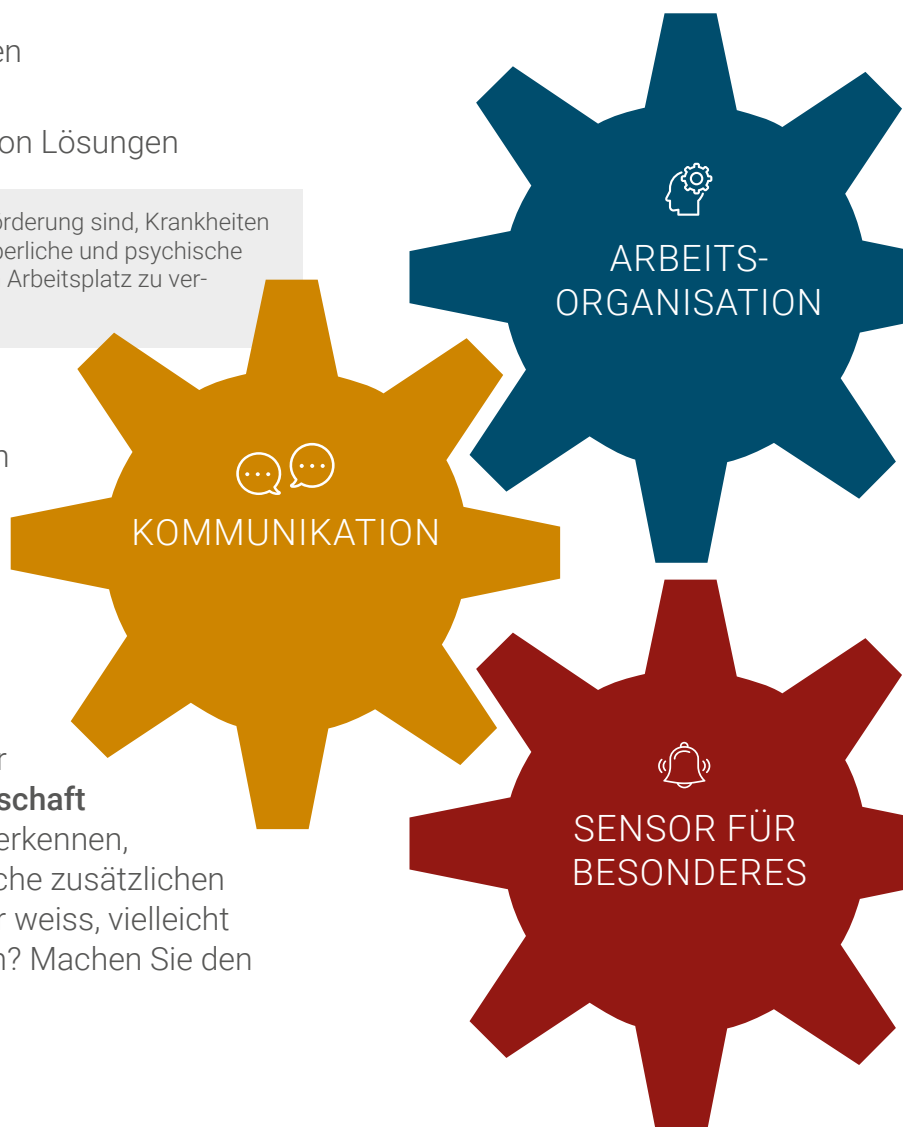 en
on Lösungen
orderung sind, Krankheiten
perliche und psychische
Arbeitsplatz zu ver-
n
r
schaft
erkennen,
che zusätzlichen
r weiss, vielleicht
n? Machen Sie den
ARBEITS-
ORGANISATION
KOMMUNIKATION
SENSOR FÜR
BESONDERES